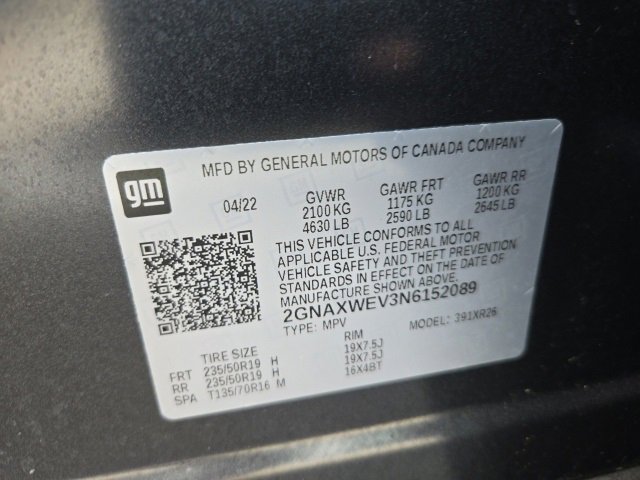 gm
MFD BY GENERAL MOTORS OF CANADA COMPANY
04/22 GVWR GAWR FRT GAWR RR
2100 KG 1175 KG 1200 KG
4630 LB 2590 LB 2645 LB
THIS VEHICLE CONFORMS TO ALL
APPLICABLE U.S. FEDERAL MOTOR
VEHICLE SAFETY AND THEFT PREVENTION
STANDARDS IN EFFECT ON THE DATE OF
MANUFACTURE SHOWN ABOVE.
2GNAXWEV3N6152089
TYPE: MPV MODEL: 391XR26
TIRE SIZE RIM
FRT 235/50R19 H 19X7.5J
RR 235/50R19 H 19X7.5J
SPA T135/70R16 M 16X4BT